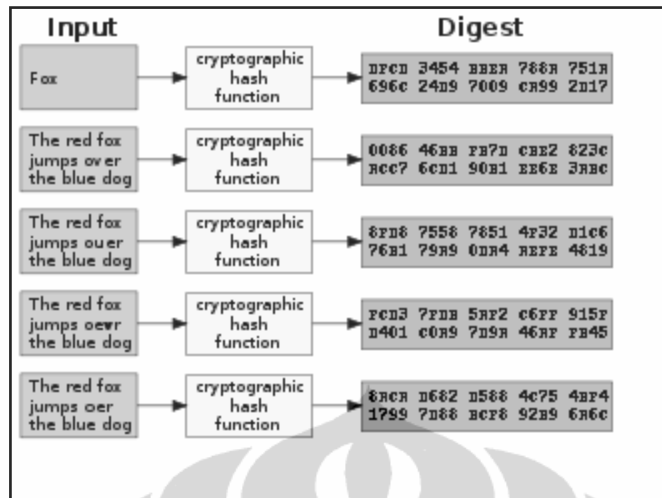 Input
Digest
Fox
cryptographic
hash
function
DFCD 3454 BBEA 788A 751A
696C 24D9 7009 CA99 2D17
The red fox
jumps over
the blue dog
cryptographic
hash
function
0086 46BB FB7D CBE2 823C
ACC7 6CD1 90B1 EE6E 3ABC
The red fox
jumps ouer
the blue dog
cryptographic
hash
function
8FD8 7558 7851 4F32 D1C6
76B1 79A9 0DA4 AEFE 4819
The red fox
jumps oevr
the blue dog
cryptographic
hash
function
FCD3 7FDB 5AF2 C6FF 915F
D401 C0A9 7D9A 46AF FB45
The red fox
jumps oer
the blue dog
cryptographic
hash
function
8ACA D682 D588 4C75 4BF4
1799 7D88 BCF8 92B9 6A6C